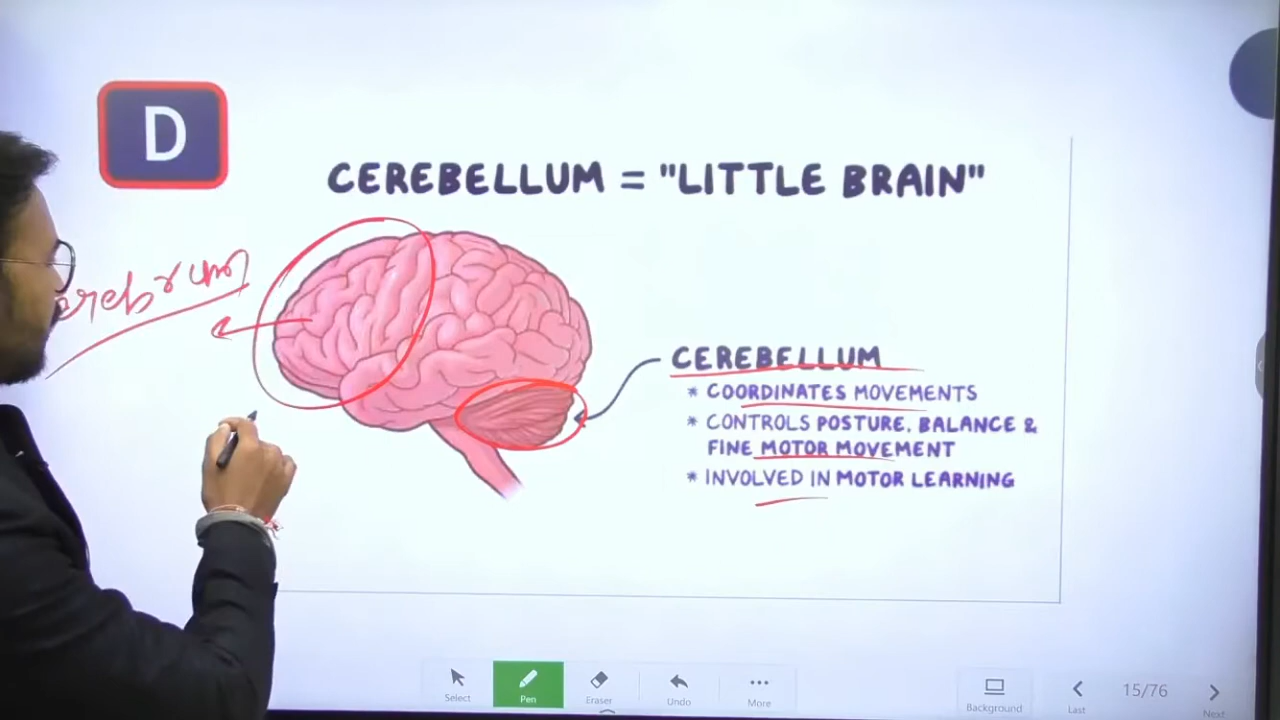 D
CEREBELLUM = "LITTLE BRAIN"
erebrum
CEREBELLUM
* COORDINATES MOVEMENTS
* CONTROLS POSTURE, BALANCE &
FINE MOTOR MOVEMENT
* INVOLVED IN MOTOR LEARNING
Select
Pen
Eraser
Undo
More
Background
Last
15/76
Next